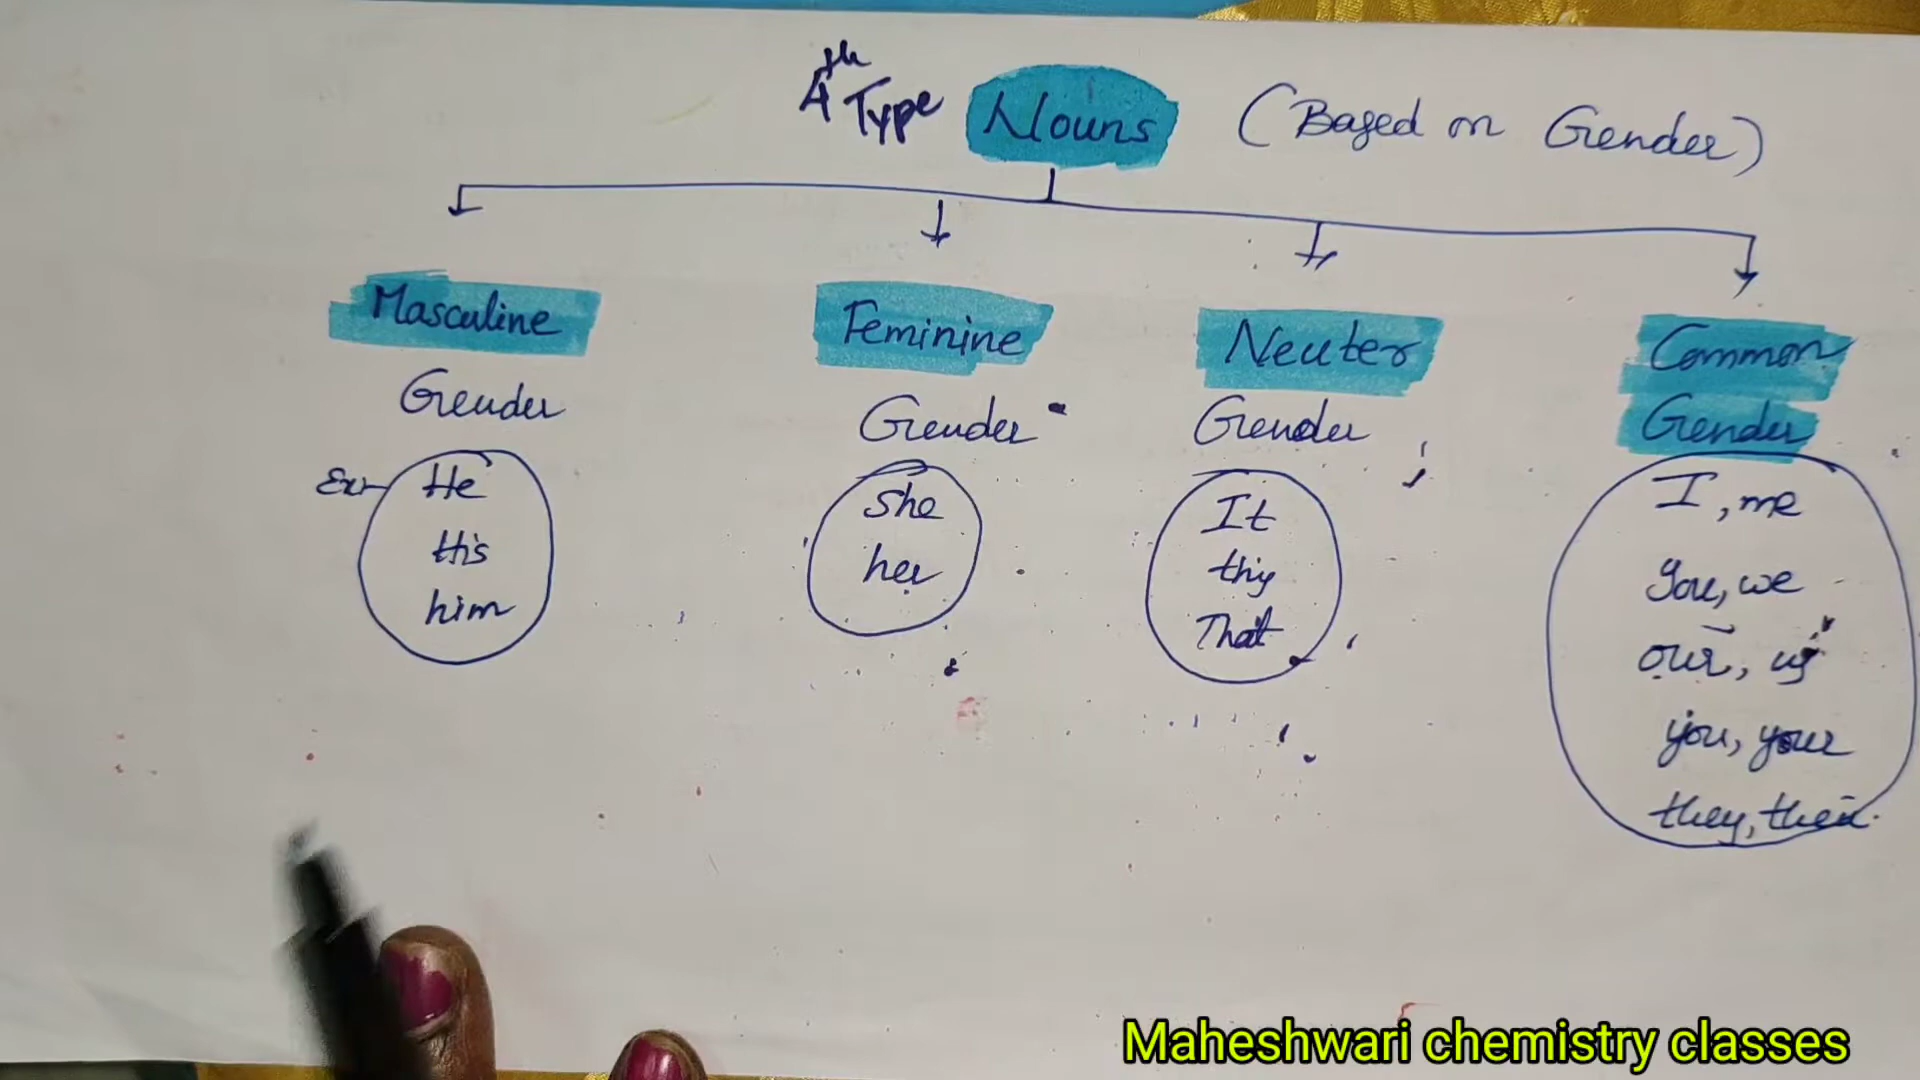 4th Type Nouns (Based on Gender)
Masculine
Gender
Ex- He
His
him
Feminine
Gender
She
her
Neuter
Gender
It
this
That
Common
Gender
I, me
You, we
our, us
you, your
they, their
Maheshwari chemistry classes